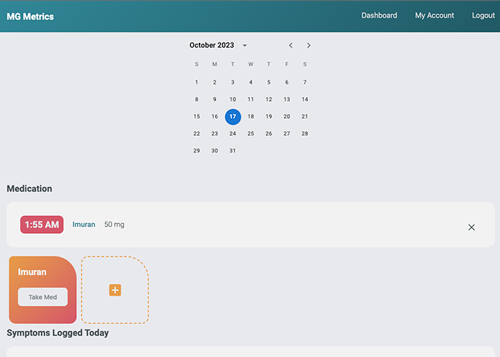 MG Metrics Dashboard My Account Logout
October 2023
S M T W T F S
1 2 3 4 5 6 7
8 9 10 11 12 13 14
15 16 17 18 19 20 21
22 23 24 25 26 27 28
29 30 31
Medication
1:55 AM Imuran 50 mg
Imuran
Take Med
Symptoms Logged Today